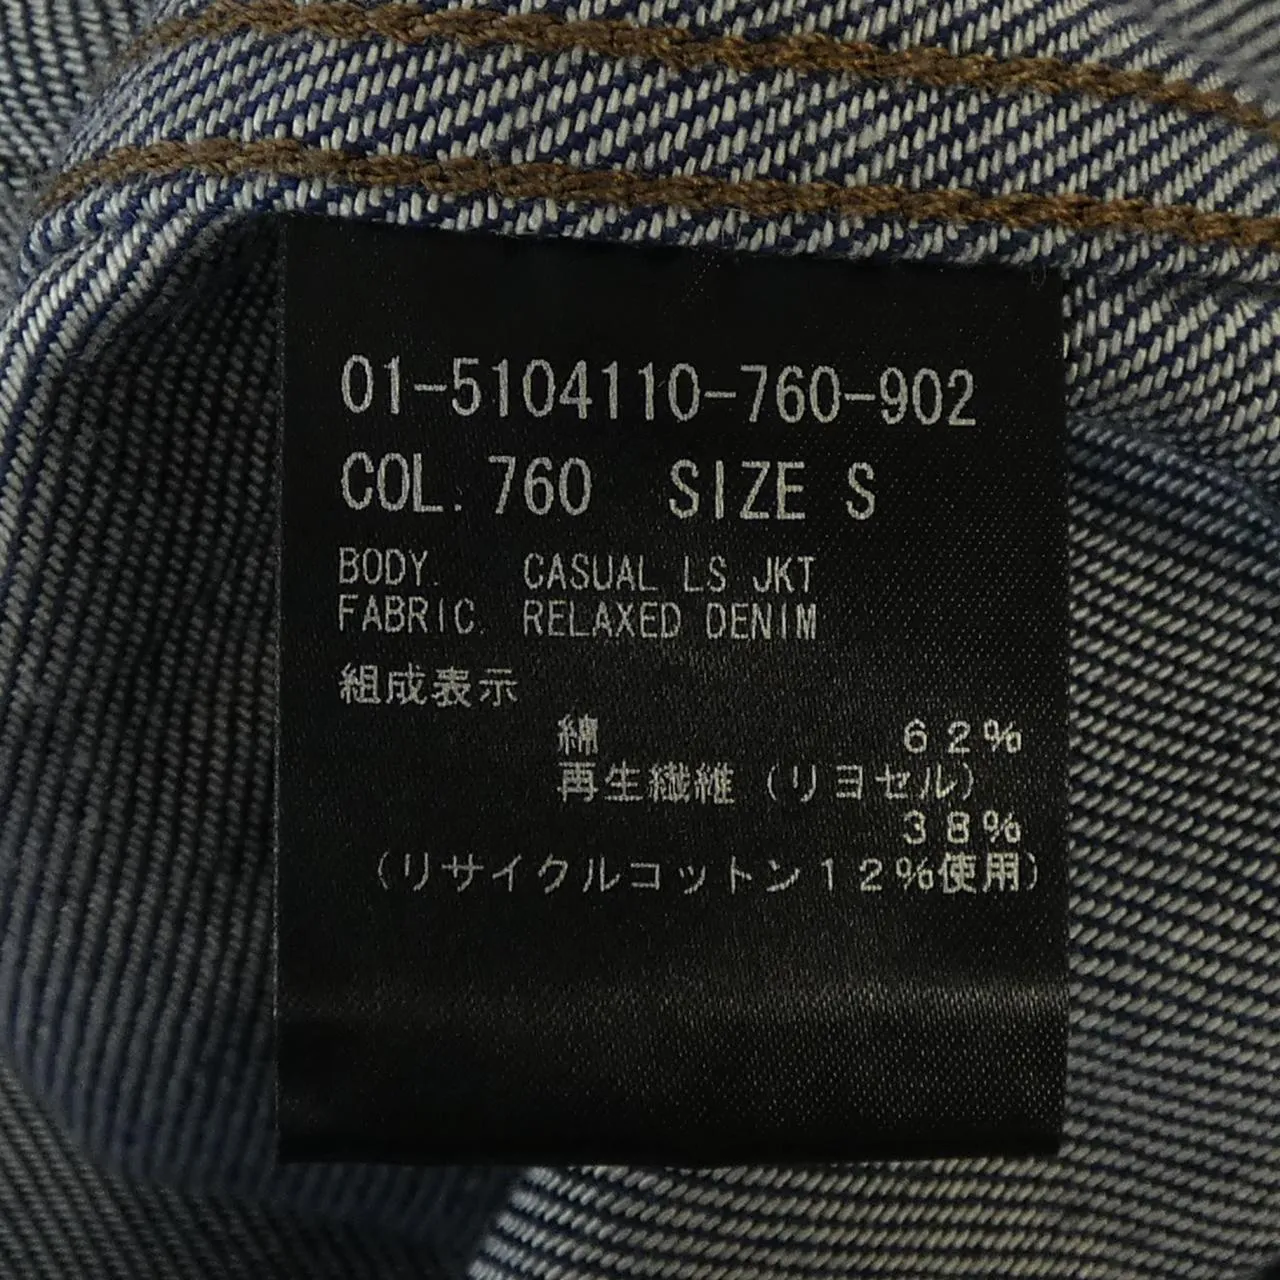 01-5104110-760-902
COL. 760 SIZE S
BODY. CASUAL LS JKT
FABRIC. RELAXED DENIM
組成表示
綿 62%
再生繊維(リヨセル)
38%
(リサイクルコットン12%使用)